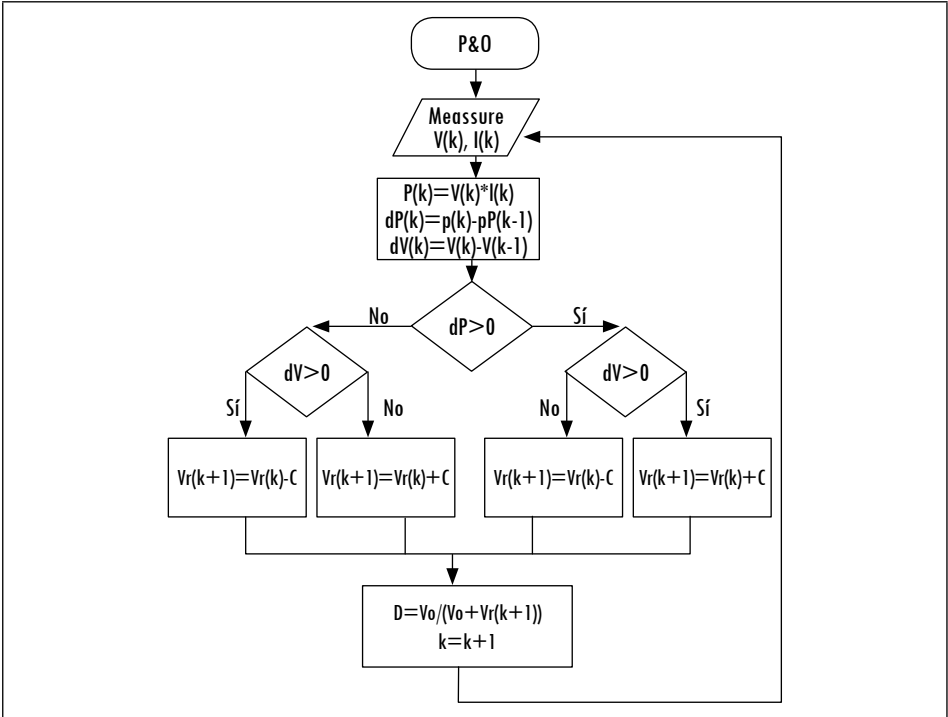 P&O
Meassure
V(k), I(k)
P(k)=V(k)*I(k)
dP(k)=p(k)-pP(k-1)
dV(k)=V(k)-V(k-1)
No
dP>0
Sí
dV>0
dV>0
Sí
No
No
Sí
Vr(k+1)=Vr(k)-C
Vr(k+1)=Vr(k)+C
Vr(k+1)=Vr(k)-C
Vr(k+1)=Vr(k)+C
D=Vo/(Vo+Vr(k+1))
k=k+1